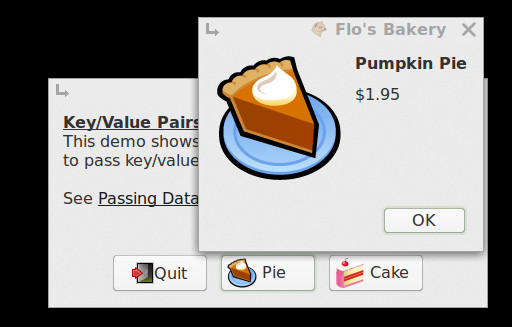 Flo's Bakery
Pumpkin Pie
$1.95
OK
Key/Value Pairs
This demo shows
to pass key/value
See Passing Data
Quit
Pie
Cake